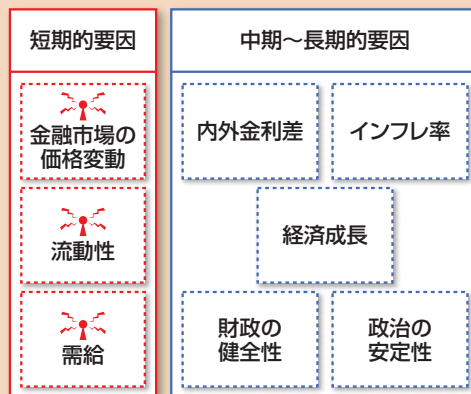 短期的要因
金融市場の
価格変動
流動性
需給
中期～長期的要因
内外金利差
インフレ率
経済成長
財政の
健全性
政治の
安定性